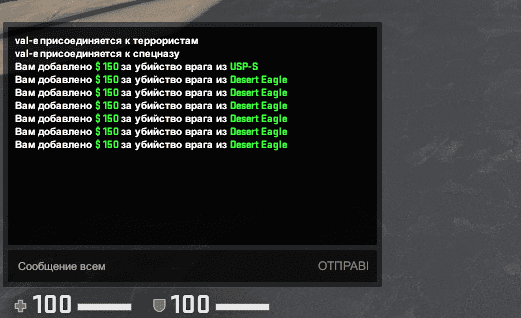 val-e присоединяется к террористам
val-e присоединяется к спецназу
Вам добавлено $ 150 за убийство врага из USP-S
Вам добавлено $ 150 за убийство врага из Desert Eagle
Вам добавлено $ 150 за убийство врага из Desert Eagle
Вам добавлено $ 150 за убийство врага из Desert Eagle
Вам добавлено $ 150 за убийство врага из Desert Eagle
Вам добавлено $ 150 за убийство врага из Desert Eagle
Вам добавлено $ 150 за убийство врага из Desert Eagle
Сообщение всем ОТПРАВІ
100 100